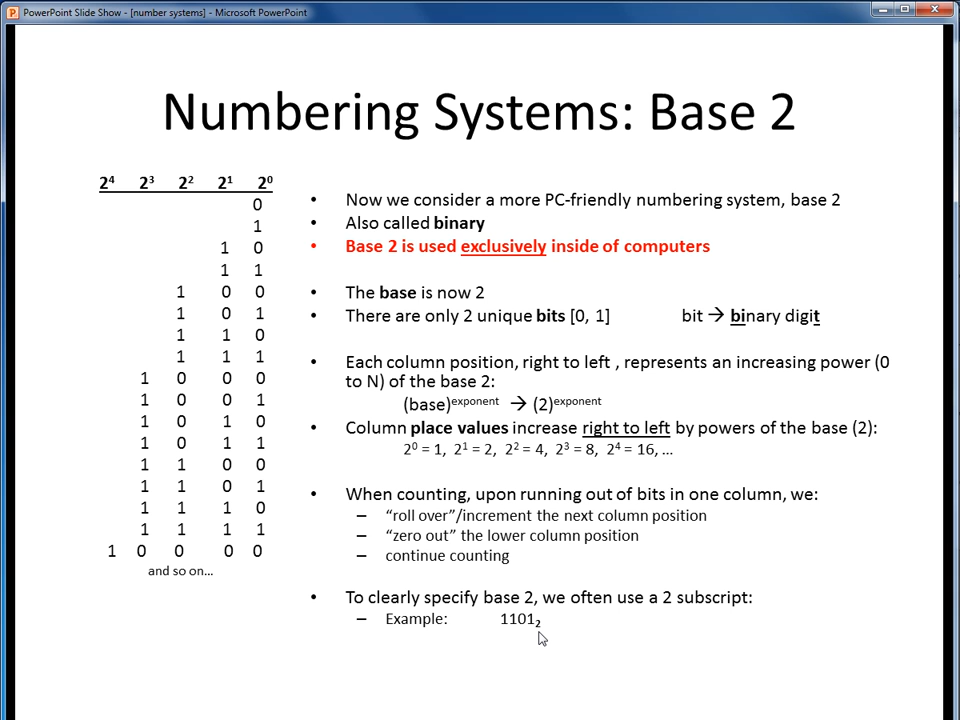 PowerPoint Slide Show - [number systems] - Microsoft PowerPoint
Numbering Systems: Base 2
2⁴ 2³ 2² 2¹ 2⁰
0
1
1 0
1 1
1 0 0
1 0 1
1 1 0
1 1 1
1 0 0 0
1 0 0 1
1 0 1 0
1 0 1 1
1 1 0 0
1 1 0 1
1 1 1 0
1 1 1 1
1 0 0 0 0
and so on...
• Now we consider a more PC-friendly numbering system, base 2
• Also called binary
• Base 2 is used exclusively inside of computers
• The base is now 2
• There are only 2 unique bits [0, 1] bit → binary digit
• Each column position, right to left , represents an increasing power (0
to N) of the base 2:
(base)ᵉˣᵖᵒⁿᵉⁿᵗ → (2)ᵉˣᵖᵒⁿᵉⁿᵗ
• Column place values increase right to left by powers of the base (2):
2⁰ = 1, 2¹ = 2, 2² = 4, 2³ = 8, 2⁴ = 16, ...
• When counting, upon running out of bits in one column, we:
– “roll over”/increment the next column position
– “zero out” the lower column position
– continue counting
• To clearly specify base 2, we often use a 2 subscript:
– Example: 1101₂